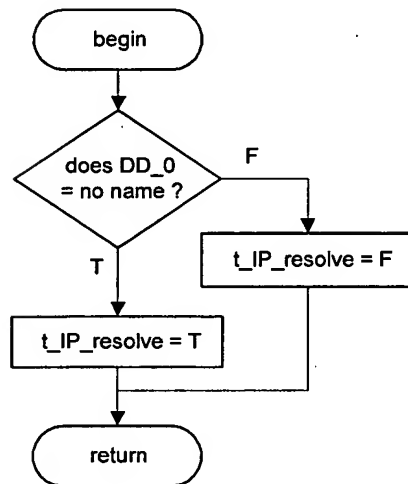 begin
does DD_0
= no name ?
F
T
t_IP_resolve = F
t_IP_resolve = T
return